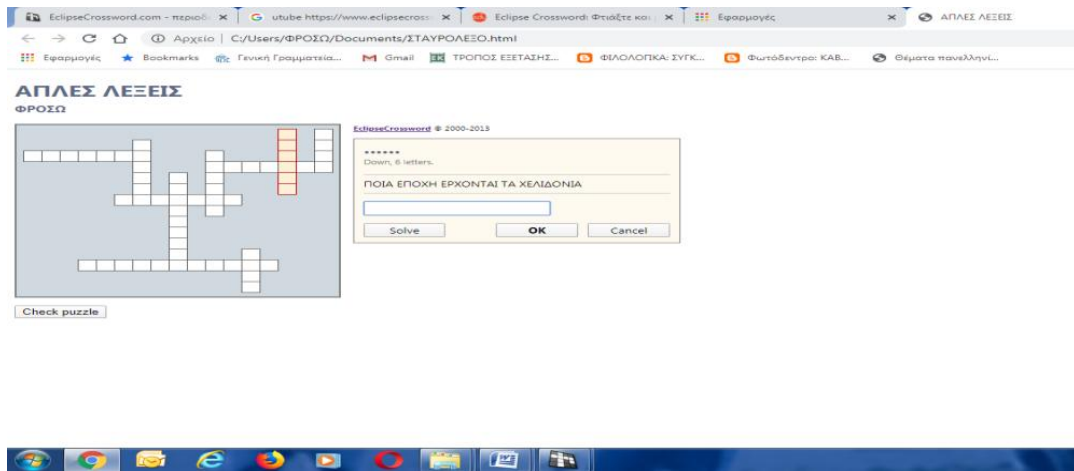 EclipseCrossword.com - περιοδ
utube https://www.eclipsecross
Eclipse Crossword: Φτιάξτε και
Εφαρμογές
ΑΠΛΕΣ ΛΕΞΕΙΣ
Αρχείο | C:/Users/ΦΡΟΣΩ/Documents/ΣΤΑΥΡΟΛΕΞΟ.html
Εφαρμογές
Bookmarks
Γενική Γραμματεία...
Gmail
ΤΡΟΠΟΣ ΕΞΕΤΑΣΗΣ...
ΦΙΛΟΛΟΓΙΚΑ: ΣΥΓΚ...
Φωτόδεντρο: ΚΑΒ...
Θέματα πανελλήνι...
ΑΠΛΕΣ ΛΕΞΕΙΣ
ΦΡΟΣΩ
EclipseCrossword © 2000-2013
••••••
Down, 6 letters.
ΠΟΙΑ ΕΠΟΧΗ ΕΡΧΟΝΤΑΙ ΤΑ ΧΕΛΙΔΟΝΙΑ
Solve
OK
Cancel
Check puzzle